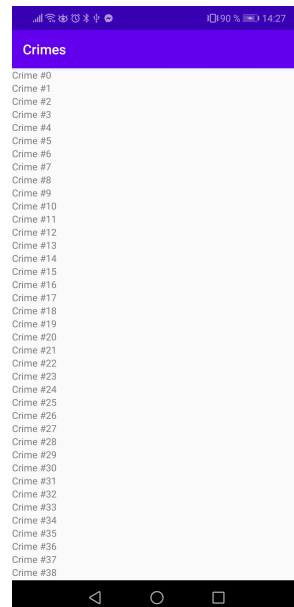 90 % 14:27
Crimes
Crime #0
Crime #1
Crime #2
Crime #3
Crime #4
Crime #5
Crime #6
Crime #7
Crime #8
Crime #9
Crime #10
Crime #11
Crime #12
Crime #13
Crime #14
Crime #15
Crime #16
Crime #17
Crime #18
Crime #19
Crime #20
Crime #21
Crime #22
Crime #23
Crime #24
Crime #25
Crime #26
Crime #27
Crime #28
Crime #29
Crime #30
Crime #31
Crime #32
Crime #33
Crime #34
Crime #35
Crime #36
Crime #37
Crime #38